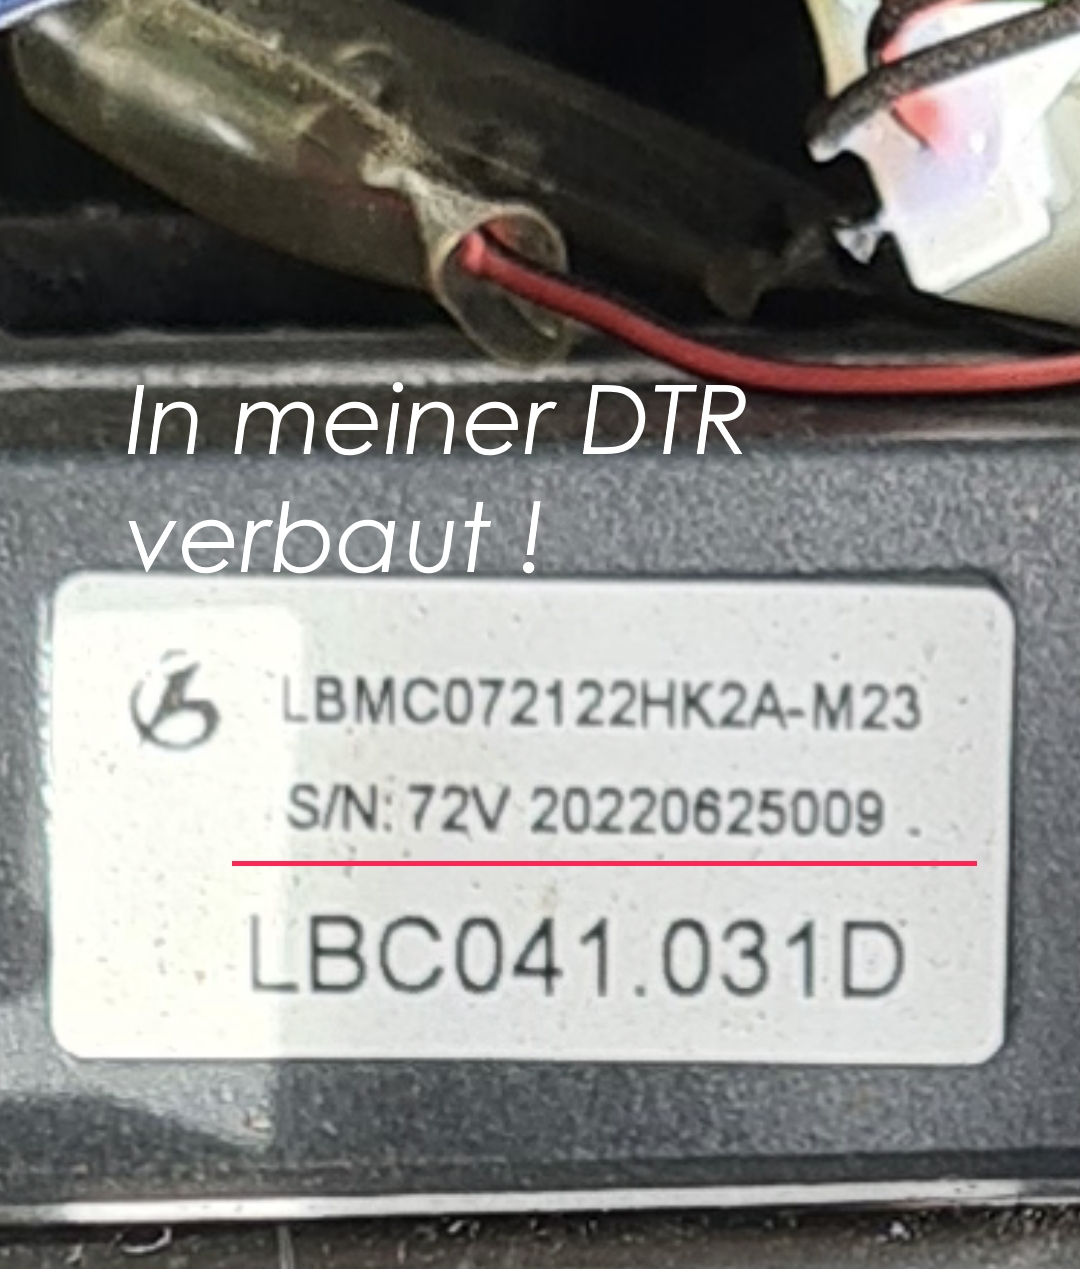 In meiner DTR
verbaut !
LBMC072122HK2A-M23
S/N: 72V 20220625009 .
LBC041.031D